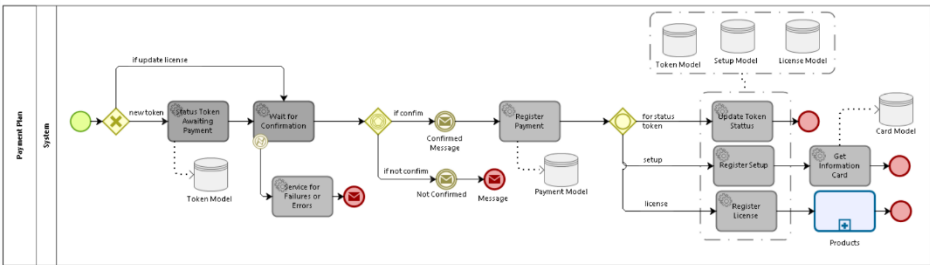 Payment Plan
System
if update license
new token
Status Token
Awaiting
Payment
Token Model
Wait for
Confirmation
Service for
Failures or
Errors
if confim
Confirmed
Message
if not confirm
Not Confirmed
Message
Register
Payment
Payment Model
for status
token
setup
license
Token Model
Setup Model
License Model
Update Token
Stattus
Register Setup
Register
License
Get
Information
Card
Card Model
Products